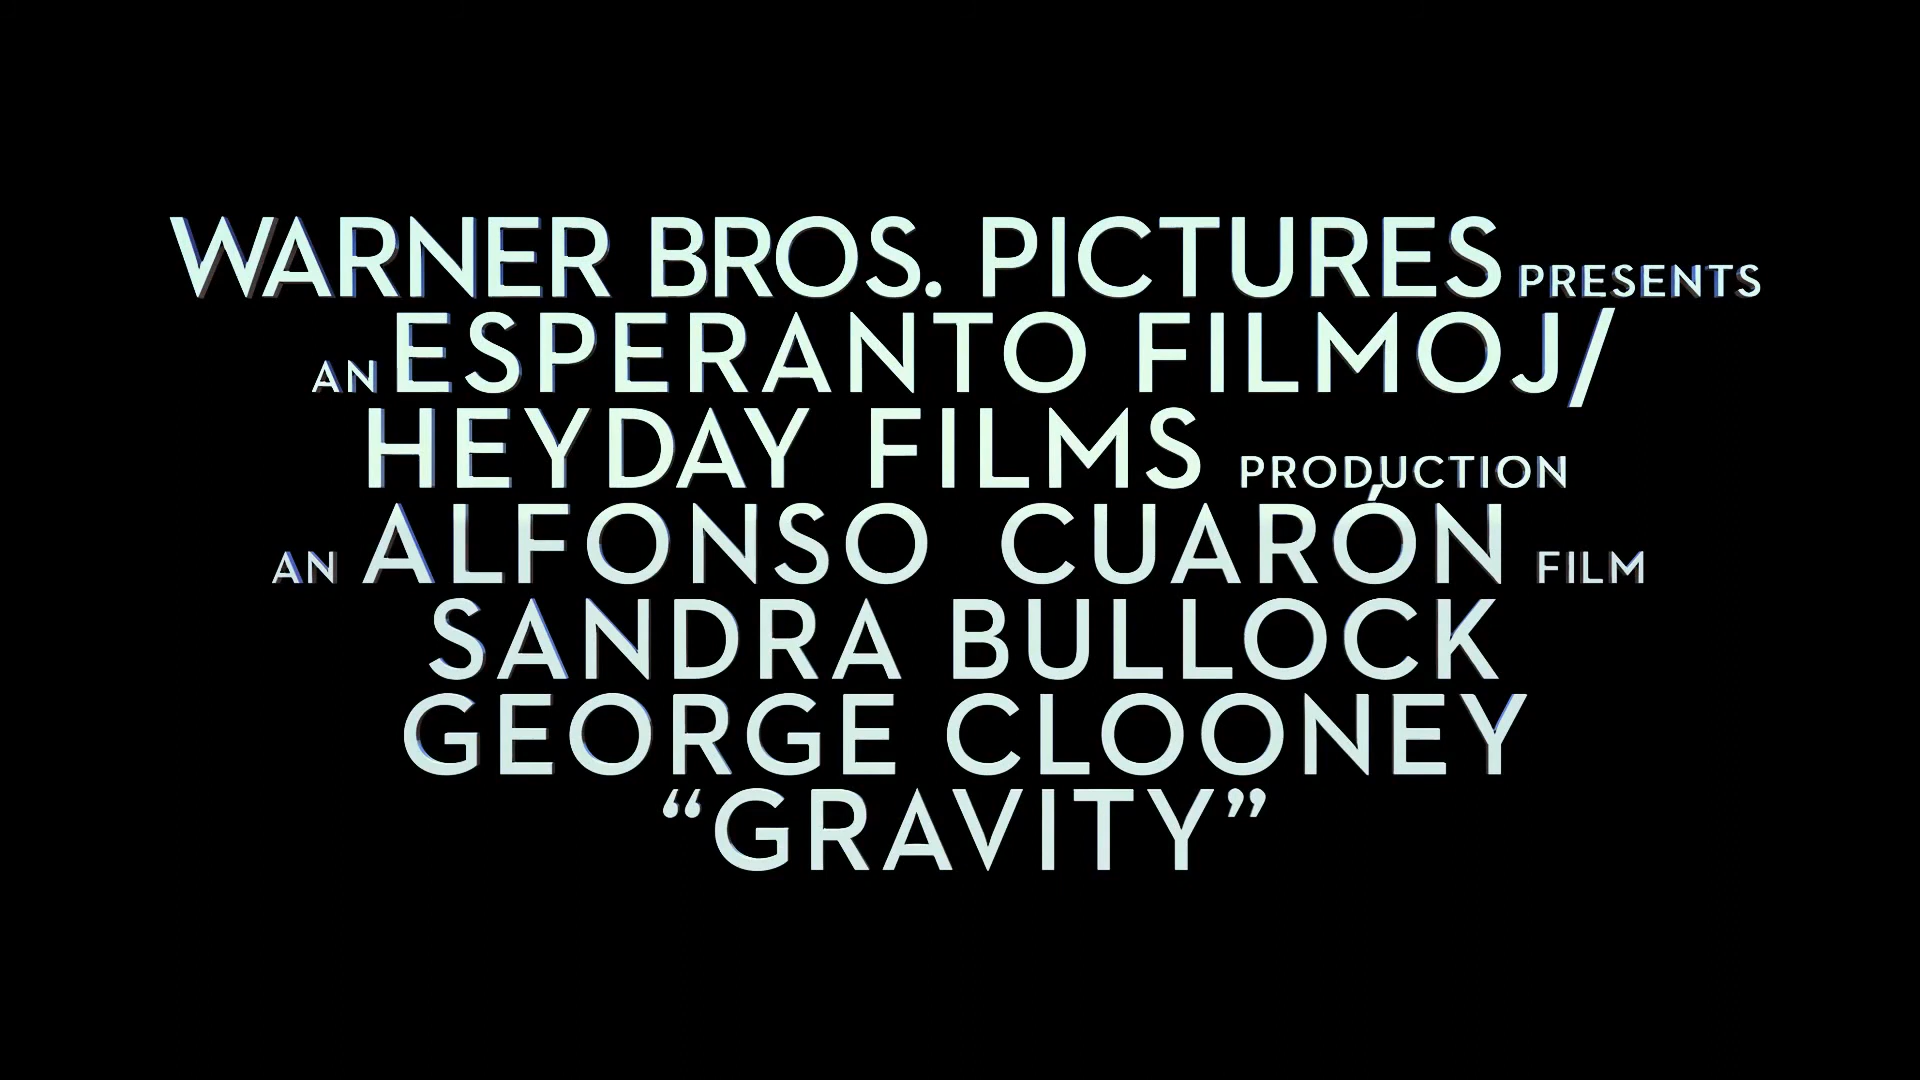 WARNER BROS. PICTURES PRESENTS
AN ESPERANTO FILMOJ/
HEYDAY FILMS PRODUCTION
AN ALFONSO CUARÓN FILM
SANDRA BULLOCK
GEORGE CLOONEY
“GRAVITY”